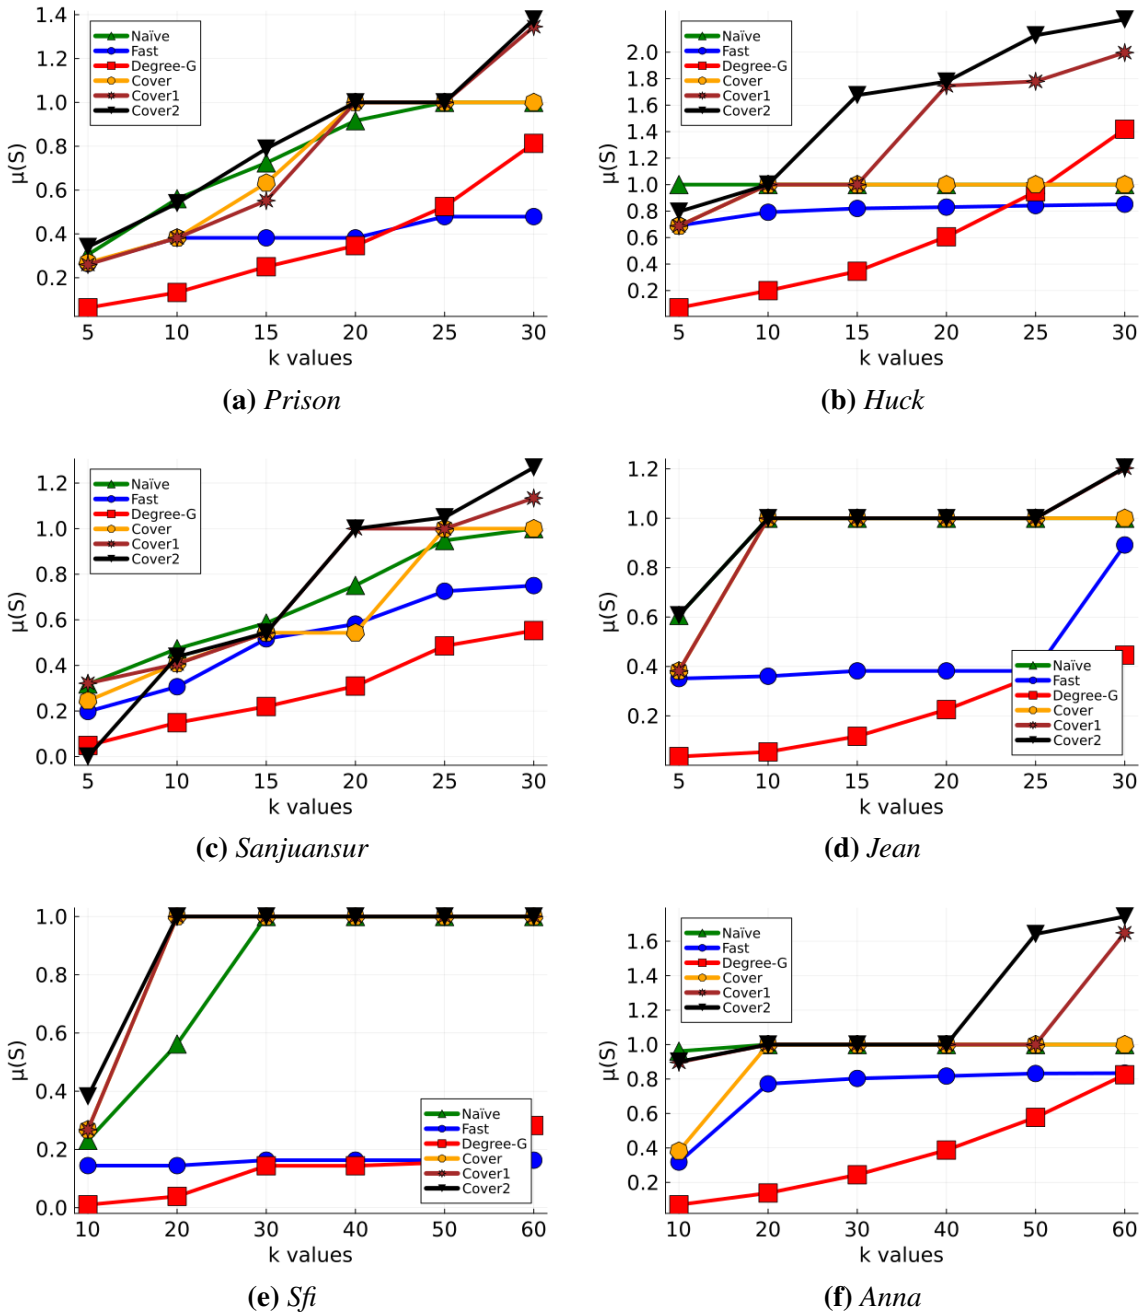 1.4
1.2
1.0
0.8
0.6
0.4
0.2
μ(S)
Naïve
Fast
Degree-G
Cover
Cover1
Cover2
5 10 15 20 25 30
k values
(a) Prison
2.0
1.8
1.6
1.4
1.2
1.0
0.8
0.6
0.4
0.2
μ(S)
Naïve
Fast
Degree-G
Cover
Cover1
Cover2
5 10 15 20 25 30
k values
(b) Huck
1.2
1.0
0.8
0.6
0.4
0.2
0.0
μ(S)
Naïve
Fast
Degree-G
Cover
Cover1
Cover2
5 10 15 20 25 30
k values
(c) Sanjuansur
1.2
1.0
0.8
0.6
0.4
0.2
μ(S)
Naïve
Fast
Degree-G
Cover
Cover1
Cover2
5 10 15 20 25 30
k values
(d) Jean
1.0
0.8
0.6
0.4
0.2
0.0
μ(S)
Naïve
Fast
Degree-G
Cover
Cover1
Cover2
10 20 30 40 50 60
k values
(e) Sfi
1.6
1.4
1.2
1.0
0.8
0.6
0.4
0.2
μ(S)
Naïve
Fast
Degree-G
Cover
Cover1
Cover2
10 20 30 40 50 60
k values
(f) Anna